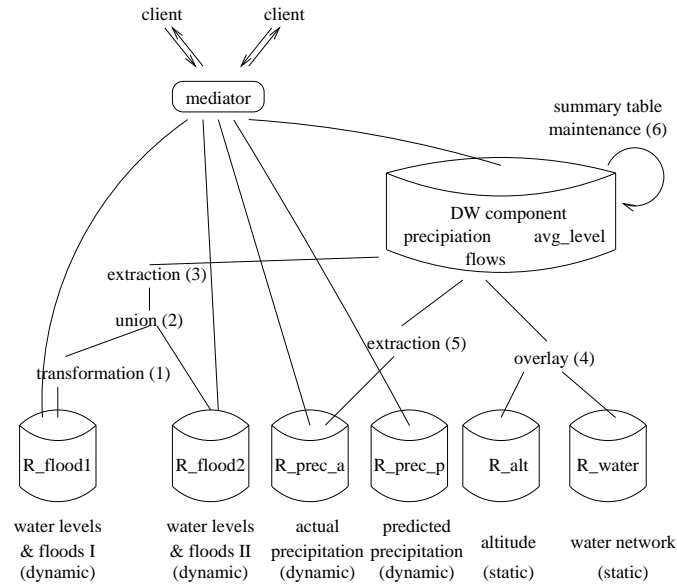 client client
mediator
summary table
maintenance (6)
DW component
precipiation avg_level
flows
extraction (3)
union (2)
extraction (5)
overlay (4)
transformation (1)
R_flood1 R_flood2 R_prec_a R_prec_p R_alt R_water
water levels
& floods I
(dynamic)
water levels
& floods II
(dynamic)
actual
precipitation
(dynamic)
predicted
precipitation
(dynamic)
altitude
(static)
water network
(static)